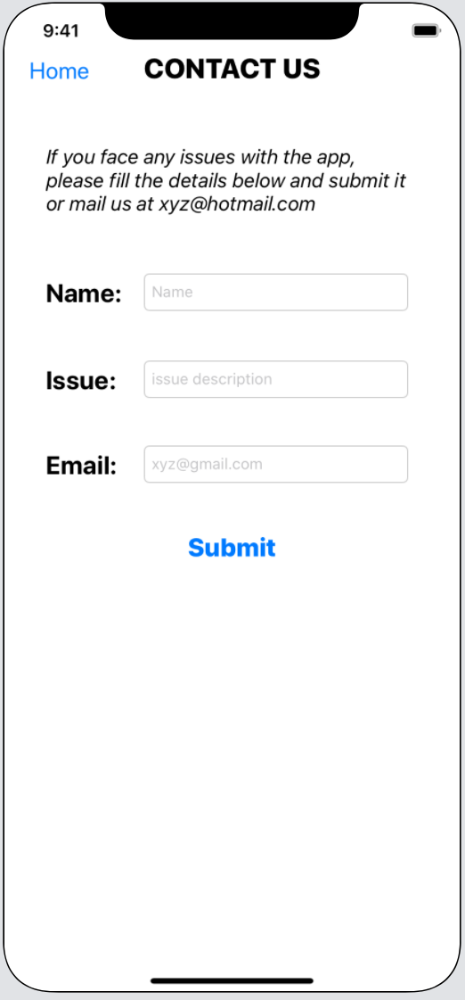 9:41
Home CONTACT US
If you face any issues with the app,
please fill the details below and submit it
or mail us at xyz@hotmail.com
Name: Name
Issue: issue description
Email: xyz@gmail.com
Submit